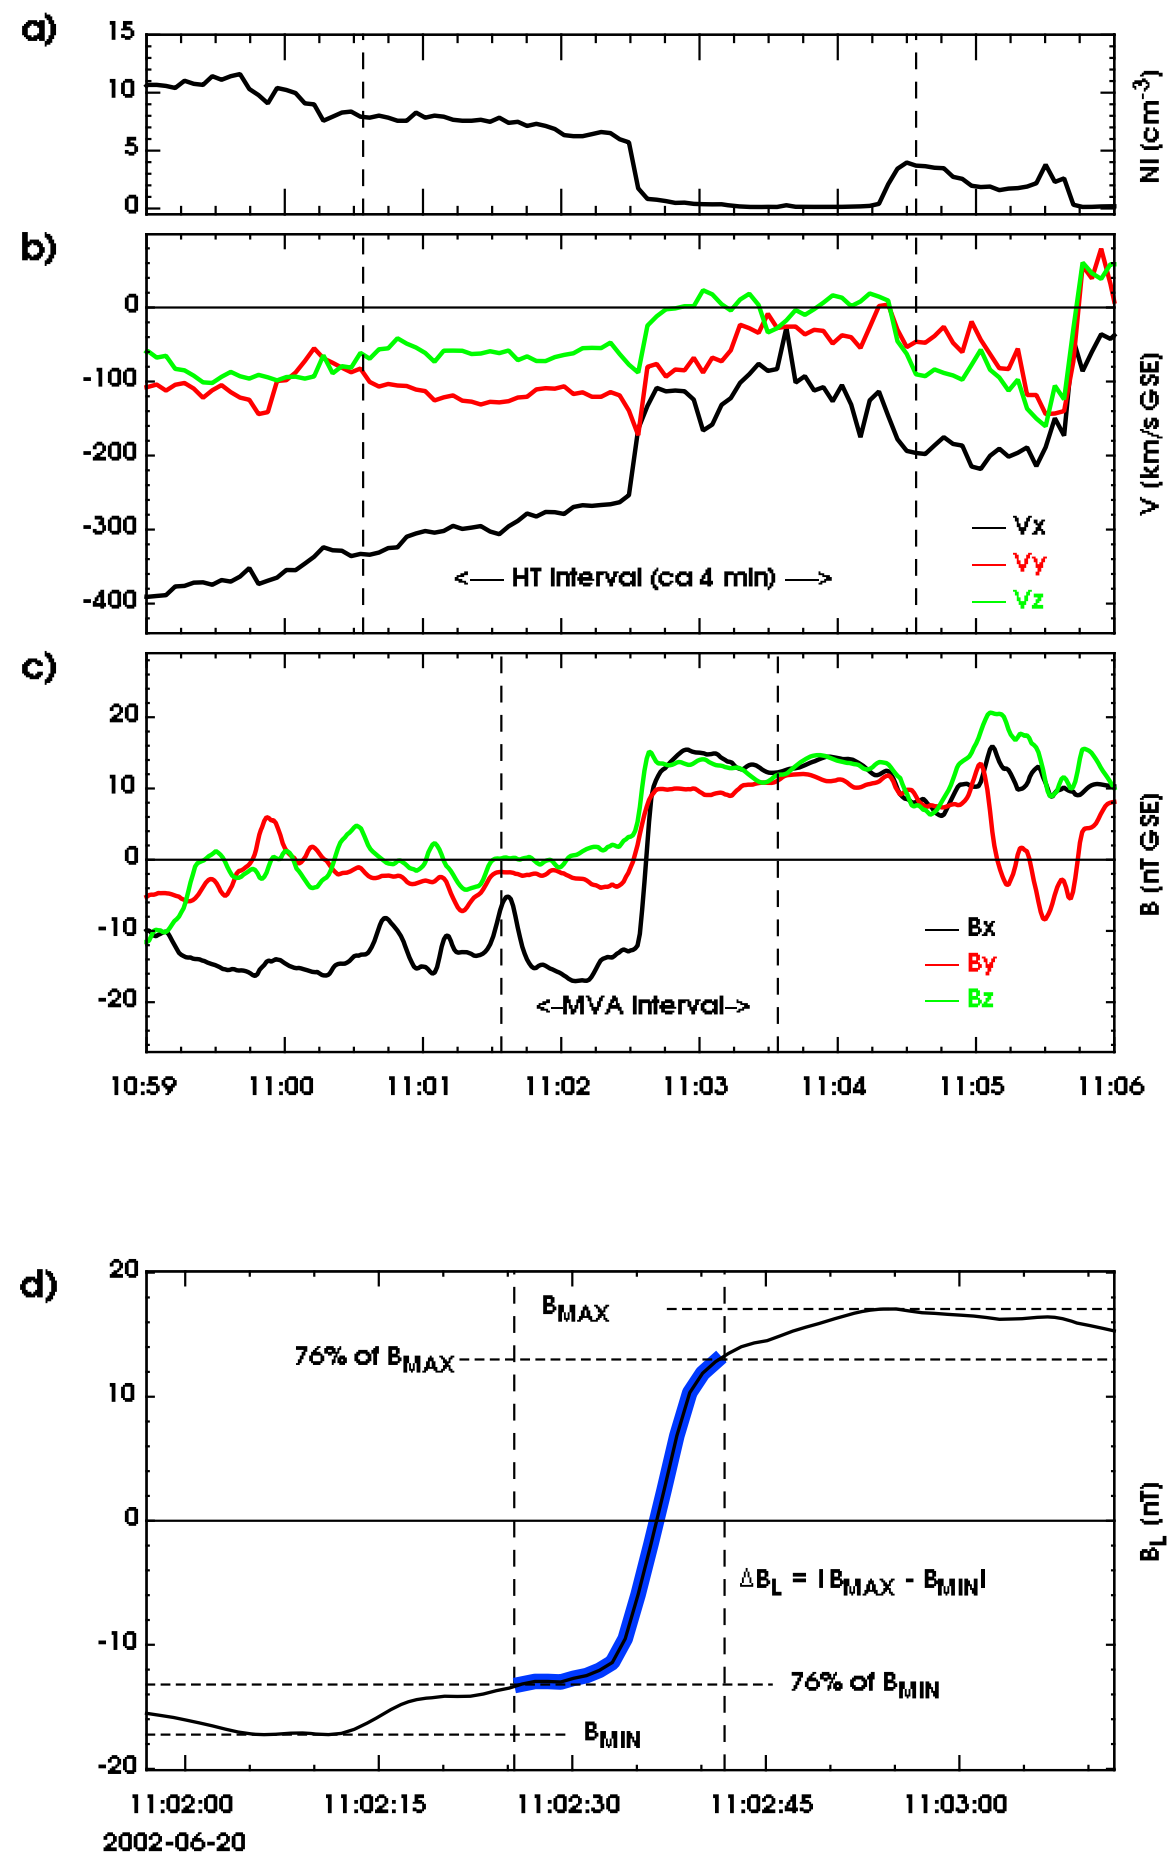 a)
15
10
5
0
NI (cm-3)
b)
0
-100
-200
-300
-400
V (km/s GSE)
Vx
Vy
Vz
<— HT Interval (ca 4 min) —>
c)
20
10
0
-10
-20
B (nT GSE)
Bx
By
Bz
<-MVA Interval->
10:59 11:00 11:01 11:02 11:03 11:04 11:05 11:06
d)
20
10
0
-10
-20
BL (nT)
BMAX
76% of BMAX
ΔBL = |BMAX - BMIN|
76% of BMIN
BMIN
11:02:00 11:02:15 11:02:30 11:02:45 11:03:00
2002-06-20